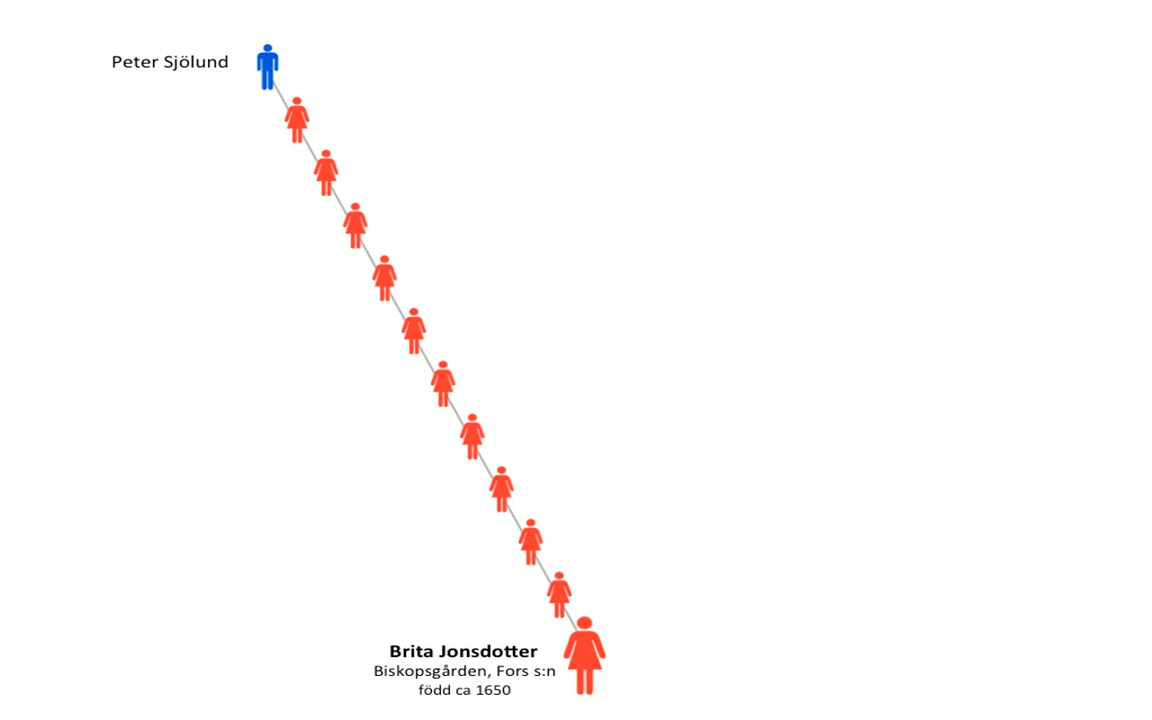 Peter Sjölund
Brita Jonsdotter
Biskopsgården, Fors s:n
född ca 1650